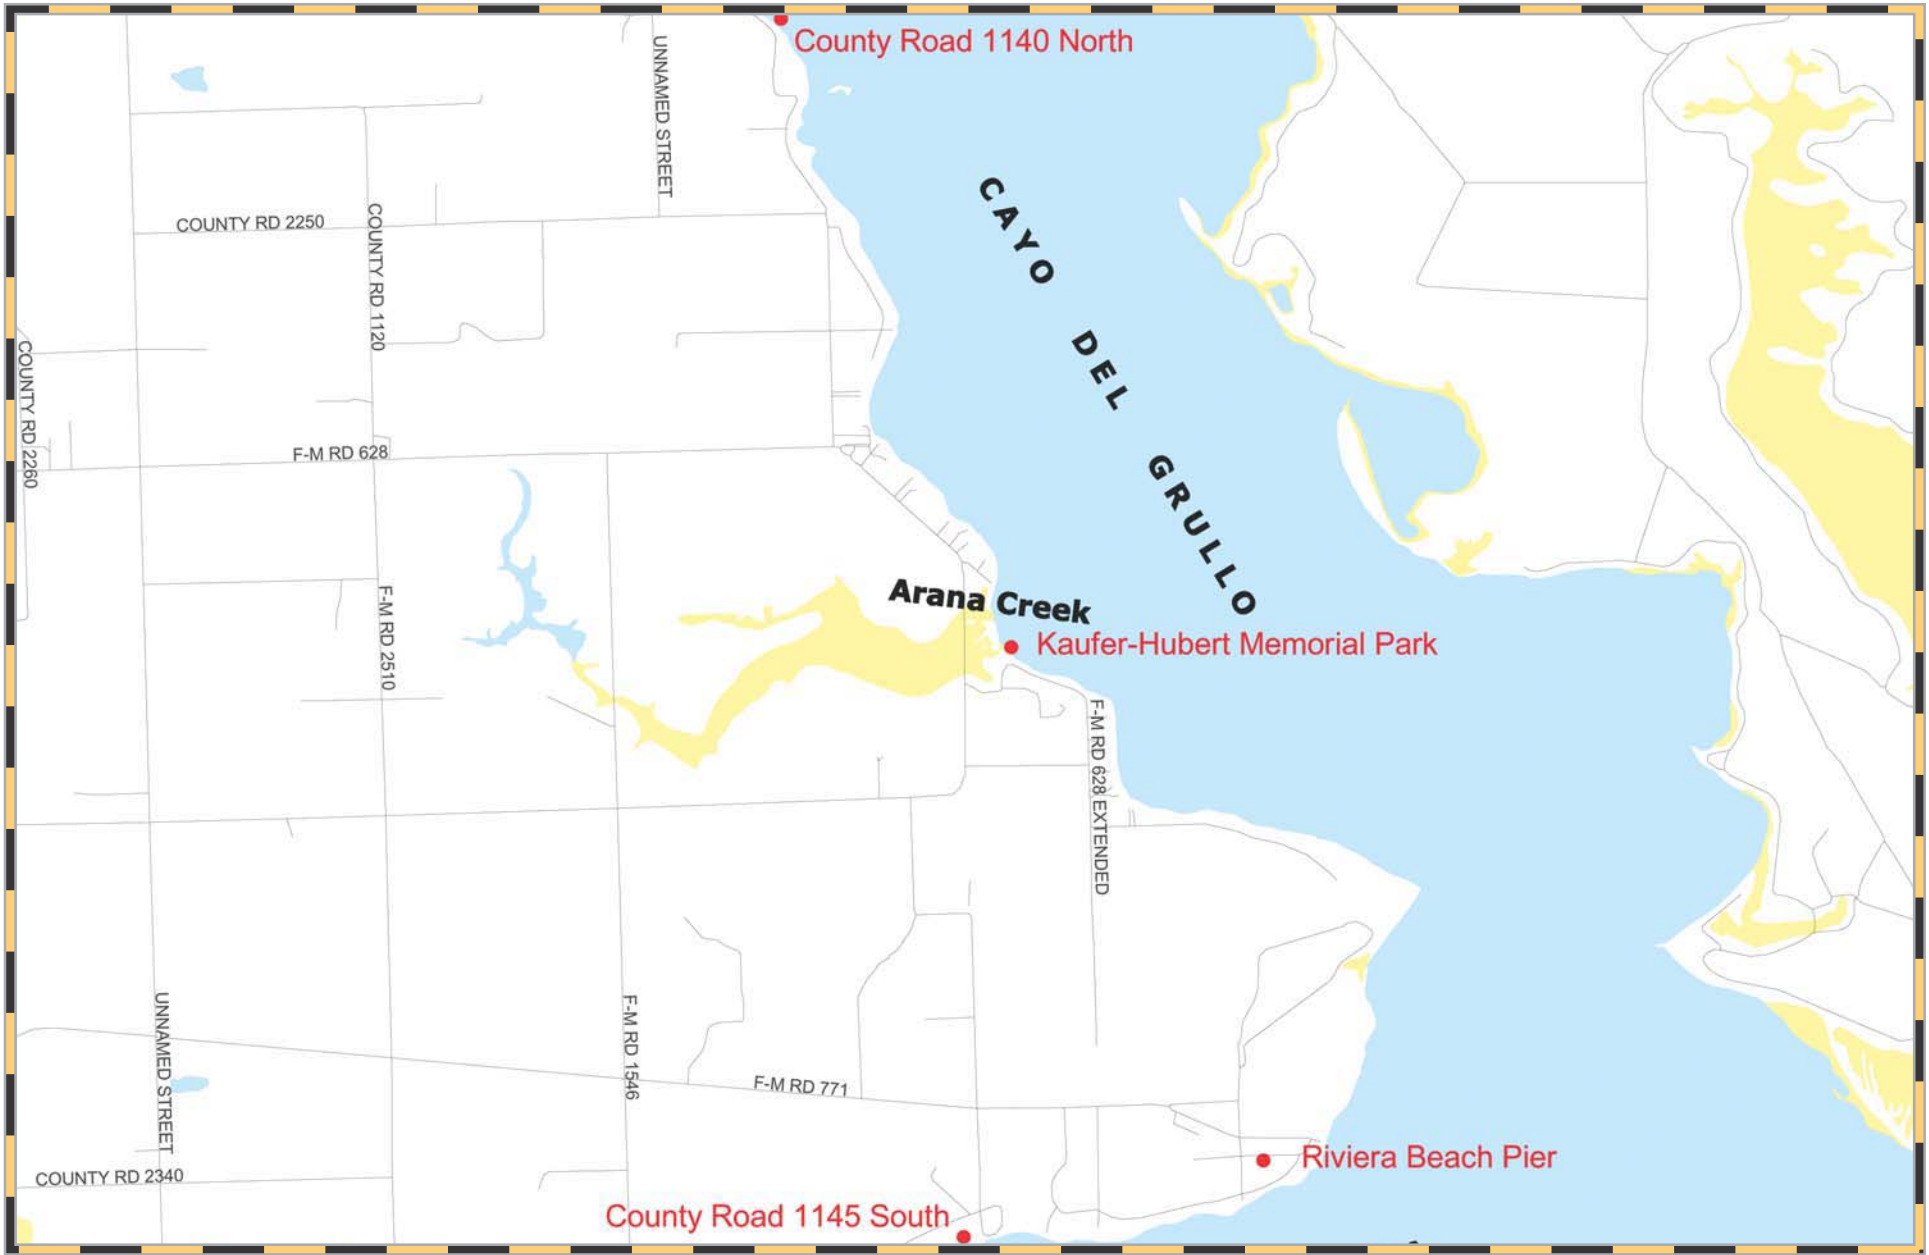 County Road 1140 North
UNNAMED STREET
COUNTY RD 2250
COUNTY RD 1120
CAYO DEL GRULLO
COUNTY RD 2260
F-M RD 628
Arana Creek
F-M RD 2510
Kaufer-Hubert Memorial Park
F-M RD 628 EXTENDED
UNNAMED STREET
F-M RD 1546
F-M RD 771
Riviera Beach Pier
COUNTY RD 2340
County Road 1145 South